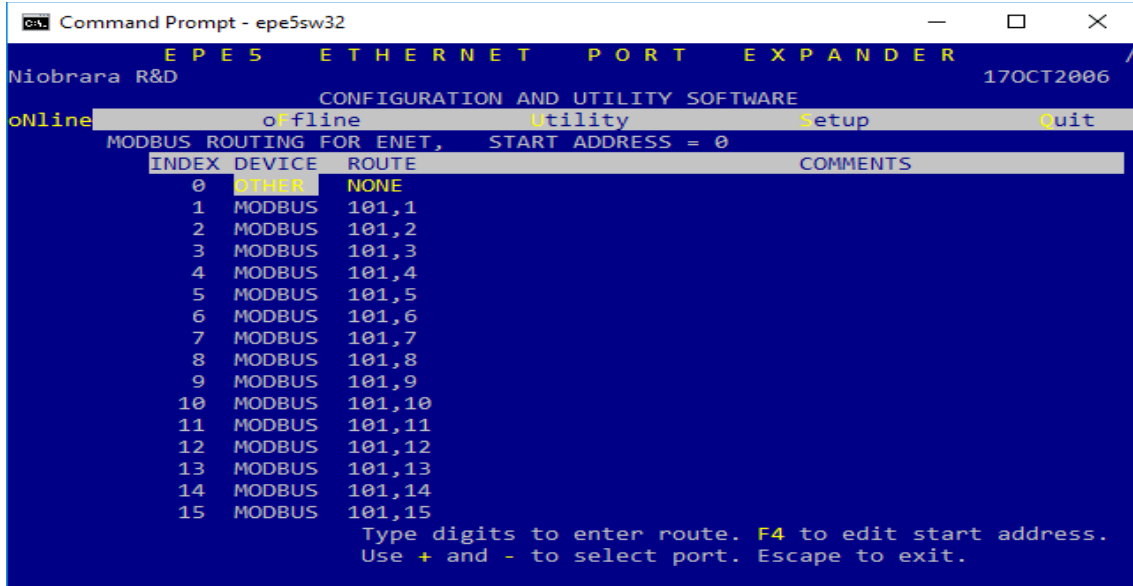 Command Prompt - epe5sw32
E P E 5 E T H E R N E T P O R T E X P A N D E R /
Niobrara R&D 17OCT2006
CONFIGURATION AND UTILITY SOFTWARE
oNline oFfline Utility Setup Quit
MODBUS ROUTING FOR ENET, START ADDRESS = 0
INDEX DEVICE ROUTE COMMENTS
0 OTHER NONE
1 MODBUS 101,1
2 MODBUS 101,2
3 MODBUS 101,3
4 MODBUS 101,4
5 MODBUS 101,5
6 MODBUS 101,6
7 MODBUS 101,7
8 MODBUS 101,8
9 MODBUS 101,9
10 MODBUS 101,10
11 MODBUS 101,11
12 MODBUS 101,12
13 MODBUS 101,13
14 MODBUS 101,14
15 MODBUS 101,15
Type digits to enter route. F4 to edit start address.
Use + and - to select port. Escape to exit.